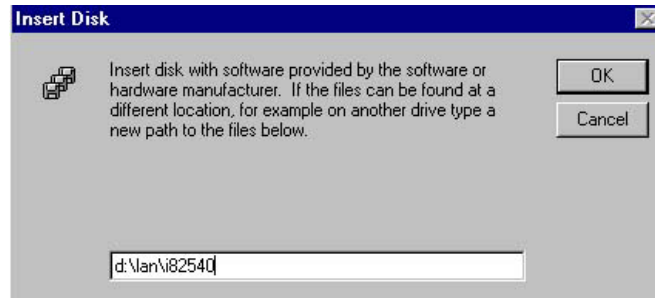 Insert Disk
Insert disk with software provided by the software or
hardware manufacturer. If the files can be found at a
different location, for example on another drive type a
new path to the files below.
OK
Cancel
d:\lan\i82540